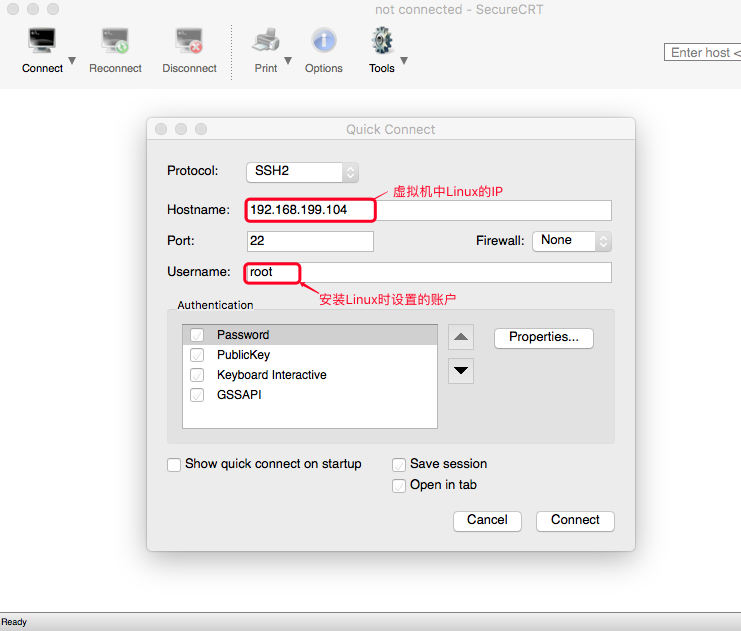 not connected - SecureCRT
Connect Reconnect Disconnect Print Options Tools
Enter host <
Quick Connect
Protocol: SSH2
虚拟机中Linux的IP
Hostname: 192.168.199.104
Port: 22 Firewall: None
Username: root
安装Linux时设置的账户
Authentication
Password Properties...
PublicKey
Keyboard Interactive
GSSAPI
Show quick connect on startup Save session
Open in tab
Cancel Connect
Ready